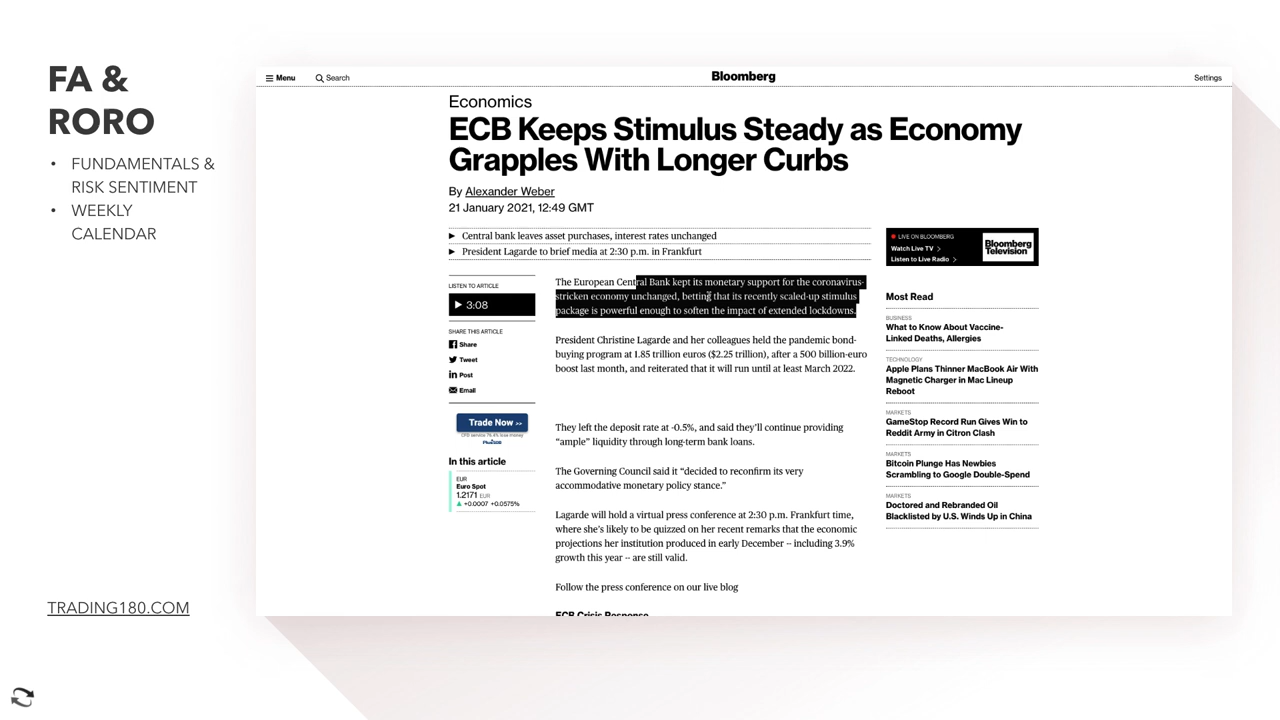 FA &
RORO
• FUNDAMENTALS &
RISK SENTIMENT
• WEEKLY
CALENDAR
TRADING180.COM
Menu
Search
Bloomberg
Settings
Economics
ECB Keeps Stimulus Steady as Economy
Grapples With Longer Curbs
By Alexander Weber
21 January 2021, 12:49 GMT
Central bank leaves asset purchases, interest rates unchanged
President Lagarde to brief media at 2:30 p.m. in Frankfurt
LISTEN TO ARTICLE
3:08
SHARE THIS ARTICLE
Share
Tweet
Post
Email
Trade Now >>
CFD service 76.4% lose money
Plus500
In this article
EUR
Euro Spot
1.2171 EUR
▲ +0.0007 +0.0575%
The European Central Bank kept its monetary support for the coronavirus-
stricken economy unchanged, betting that its recently scaled-up stimulus
package is powerful enough to soften the impact of extended lockdowns.
President Christine Lagarde and her colleagues held the pandemic bond-
buying program at 1.85 trillion euros ($2.25 trillion), after a 500 billion-euro
boost last month, and reiterated that it will run until at least March 2022.
They left the deposit rate at -0.5%, and said they’ll continue providing
“ample” liquidity through long-term bank loans.
The Governing Council said it “decided to reconfirm its very
accommodative monetary policy stance.”
Lagarde will hold a virtual press conference at 2:30 p.m. Frankfurt time,
where she’s likely to be quizzed on her recent remarks that the economic
projections her institution produced in early December -- including 3.9%
growth this year -- are still valid.
Follow the press conference on our live blog
ECB Crisis Response
LIVE ON BLOOMBERG
Watch Live TV >
Listen to Live Radio >
Bloomberg
Television
Most Read
BUSINESS
What to Know About Vaccine-
Linked Deaths, Allergies
TECHNOLOGY
Apple Plans Thinner MacBook Air With
Magnetic Charger in Mac Lineup
Reboot
MARKETS
GameStop Record Run Gives Win to
Reddit Army in Citron Clash
MARKETS
Bitcoin Plunge Has Newbies
Scrambling to Google Double-Spend
MARKETS
Doctored and Rebranded Oil
Blacklisted by U.S. Winds Up in China